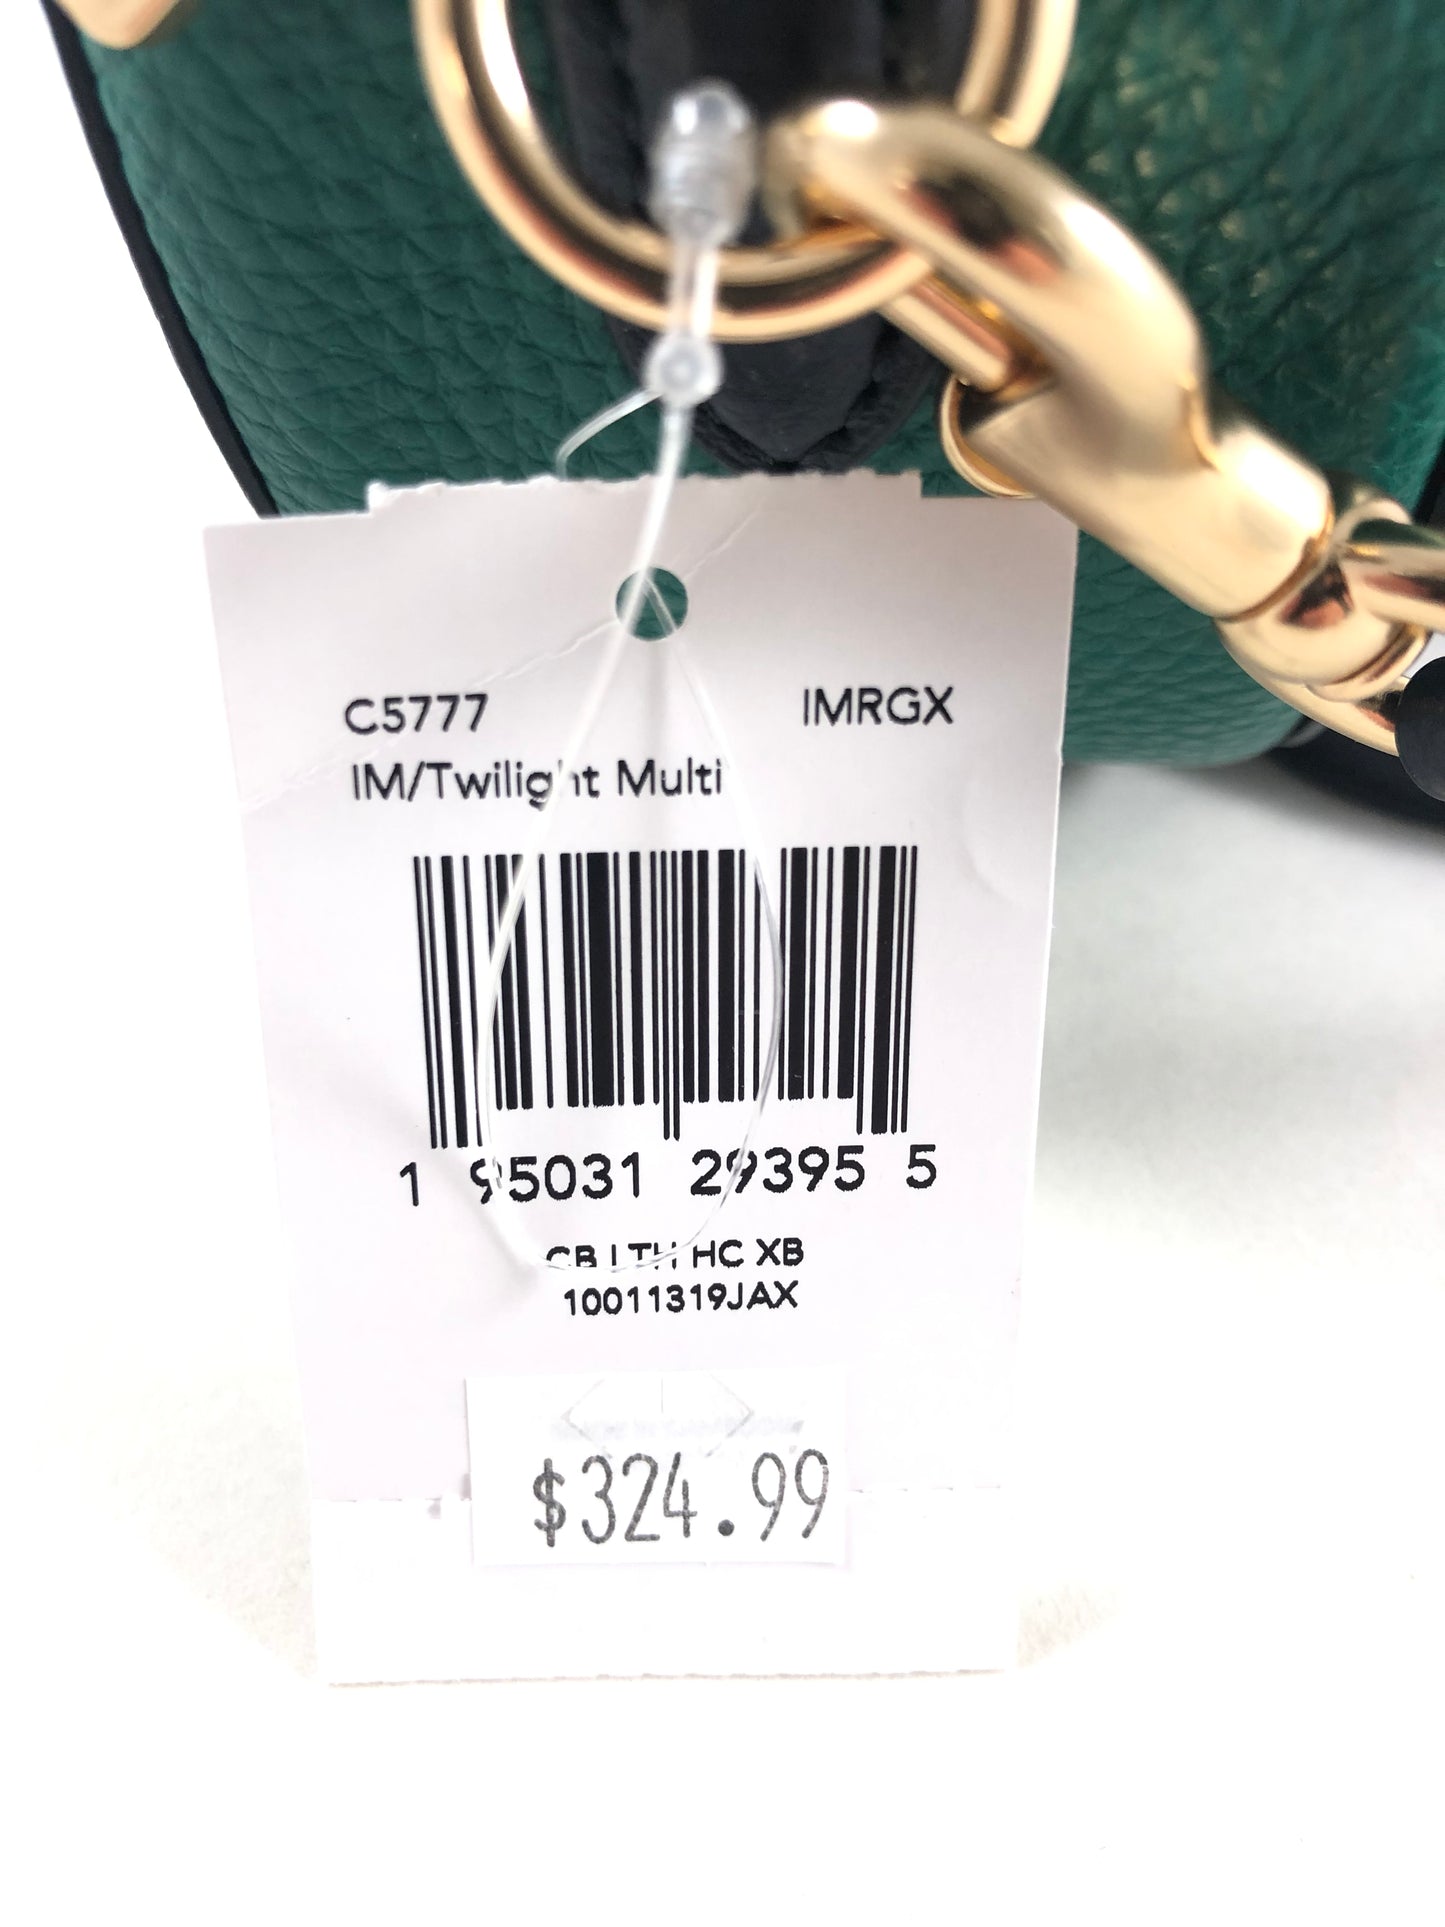 C5777 IMRGX
IM/Twilight Multi
1 95031 29395 5
CB LTH HC XB
10011319JAX
$324.99